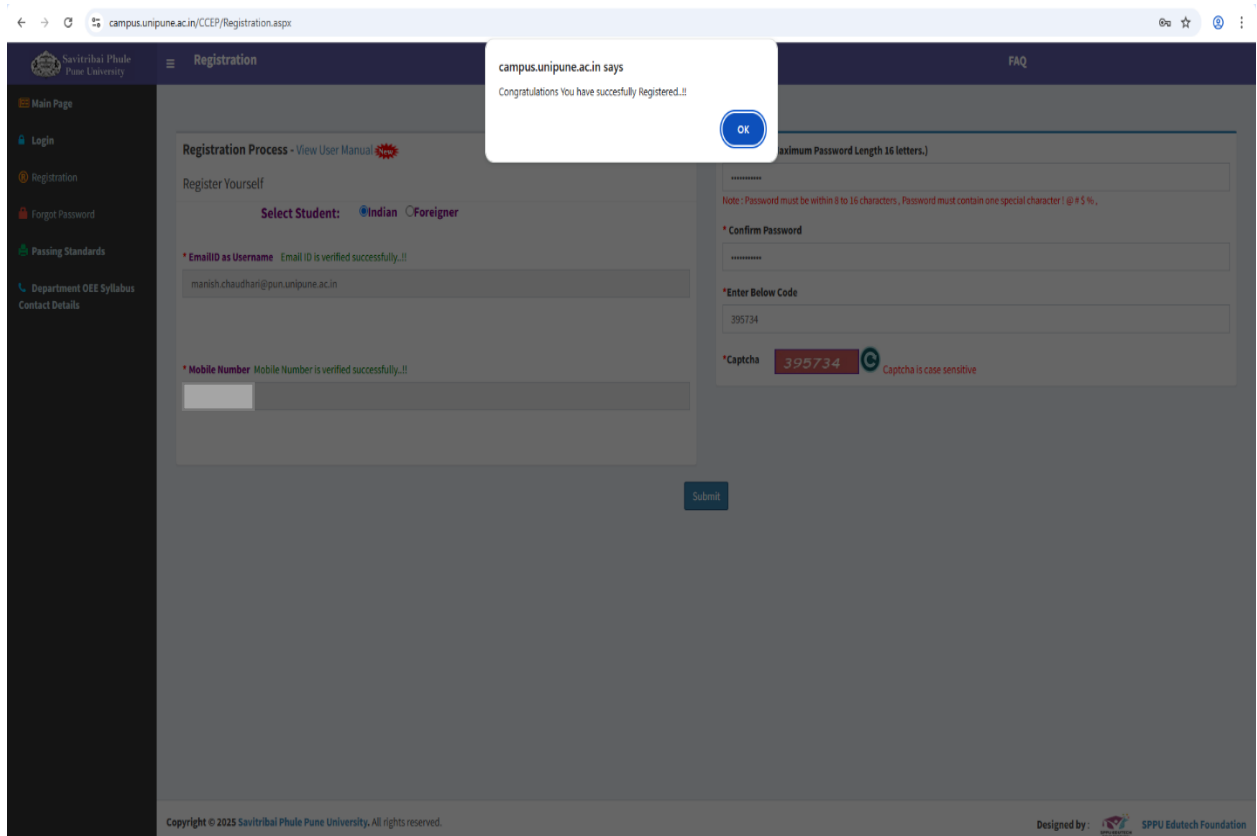 campus.unipune.ac.in/CCEP/Registration.aspx
Savitribai Phule
Pune University
Registration
FAQ
campus.unipune.ac.in says
Congratulations You have succesfully Registered..!!
OK
Main Page
Login
Registration
Forgot Password
Passing Standards
Department OEE Syllabus
Contact Details
Registration Process - View User Manual New
Register Yourself
Select Student: Indian Foreigner
* EmailID as Username Email ID is verified successfully..!!
manish.chaudhari@pun.unipune.ac.in
* Mobile Number Mobile Number is verified successfully..!!
Maximum Password Length 16 letters.)
Note : Password must be within 8 to 16 characters , Password must contain one special character ! @ # $ % ,
* Confirm Password
*Enter Below Code
395734
*Captcha 395734 Captcha is case sensitive
Submit
Copyright © 2025 Savitribai Phule Pune University. All rights reserved.
Designed by : SPPU Edutech Foundation